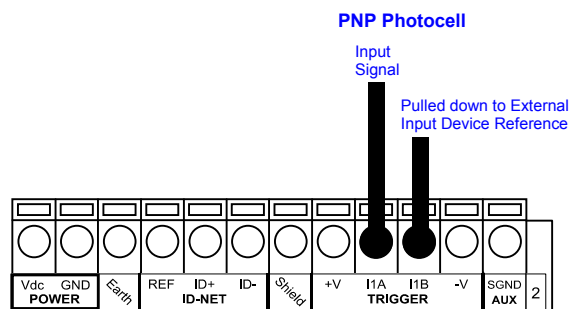 PNP Photocell
Input
Signal
Pulled down to External
Input Device Reference
Vdc GND Earth REF ID+ ID- Shield +V I1A I1B -V SGND 2
POWER ID-NET TRIGGER AUX